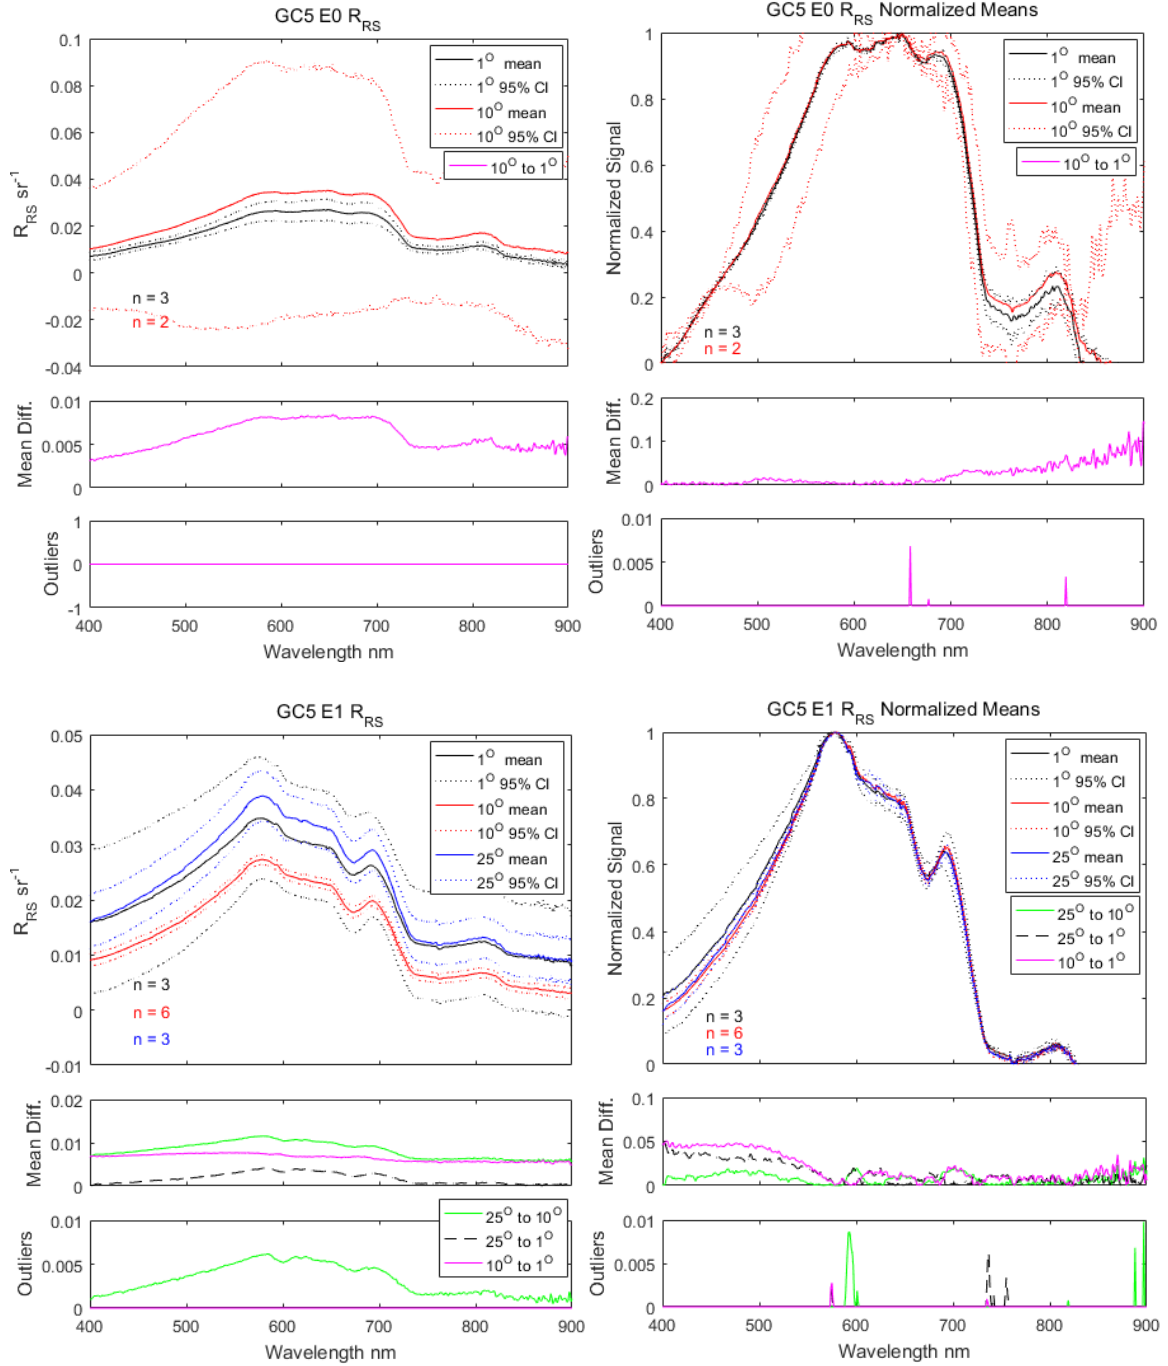 GC5 E0 R_RS
0.1
0.08
0.06
0.04
0.02
0
-0.02
-0.04
R_RS sr^-1
1^O mean
1^O 95% CI
10^O mean
10^O 95% CI
10^O to 1^O
n = 3
n = 2
0.01
0.005
0
Mean Diff.
1
0
-1
Outliers
400 500 600 700 800 900
Wavelength nm
GC5 E0 R_RS Normalized Means
1
0.8
0.6
0.4
0.2
0
Normalized Signal
1^O mean
1^O 95% CI
10^O mean
10^O 95% CI
10^O to 1^O
n = 3
n = 2
0.2
0.1
0
Mean Diff.
0.01
0.005
0
Outliers
400 500 600 700 800 900
Wavelength nm
GC5 E1 R_RS
0.05
0.04
0.03
0.02
0.01
0
-0.01
R_RS sr^-1
1^O mean
1^O 95% CI
10^O mean
10^O 95% CI
25^O mean
25^O 95% CI
n = 3
n = 6
n = 3
0.02
0.01
0
Mean Diff.
0.01
0.005
0
Outliers
25^O to 10^O
25^O to 1^O
10^O to 1^O
400 500 600 700 800 900
Wavelength nm
GC5 E1 R_RS Normalized Means
1
0.8
0.6
0.4
0.2
0
Normalized Signal
1^O mean
1^O 95% CI
10^O mean
10^O 95% CI
25^O mean
25^O 95% CI
25^O to 10^O
25^O to 1^O
10^O to 1^O
n = 3
n = 6
n = 3
0.1
0.05
0
Mean Diff.
0.01
0.005
0
Outliers
400 500 600 700 800 900
Wavelength nm